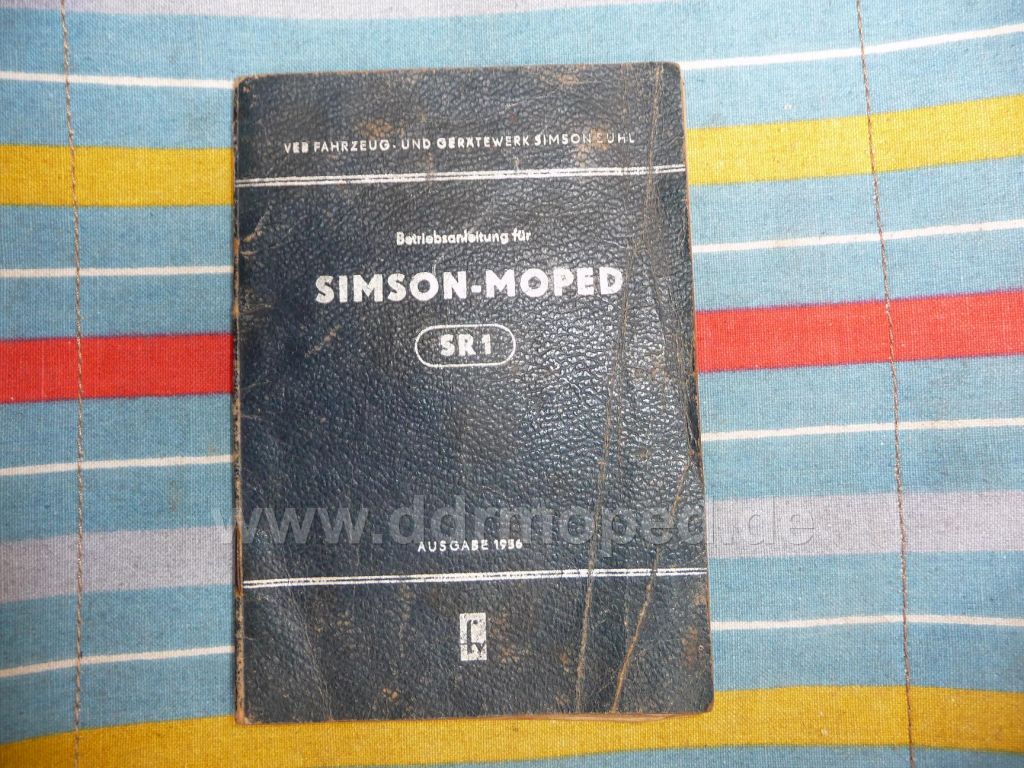 VEB FAHRZEUG- UND GERÄTEWERK SIMSON SUHL
Betriebsanleitung für
SIMSON-MOPED
SR 1
www.ddrmoped.de
AUSGABE 1956